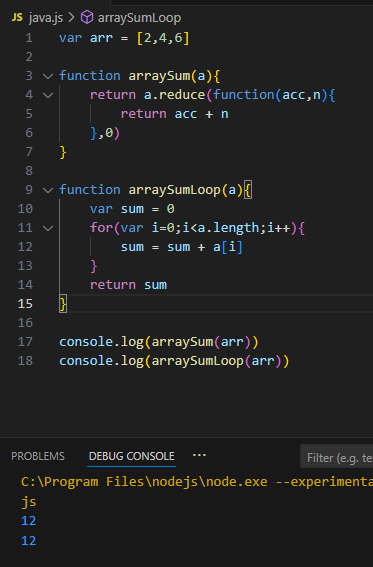 JS java.js > arraySumLoop
1 var arr = [2,4,6]
2
3 function arraySum(a){
4     return a.reduce(function(acc,n){
5         return acc + n
6     },0)
7 }
8
9 function arraySumLoop(a){
10     var sum = 0
11     for(var i=0;i<a.length;i++){
12         sum = sum + a[i]
13     }
14     return sum
15 }
16
17 console.log(arraySum(arr))
18 console.log(arraySumLoop(arr))
PROBLEMS DEBUG CONSOLE ··· Filter (e.g. te
C:\Program Files\nodejs\node.exe --experimenta
js
12
12